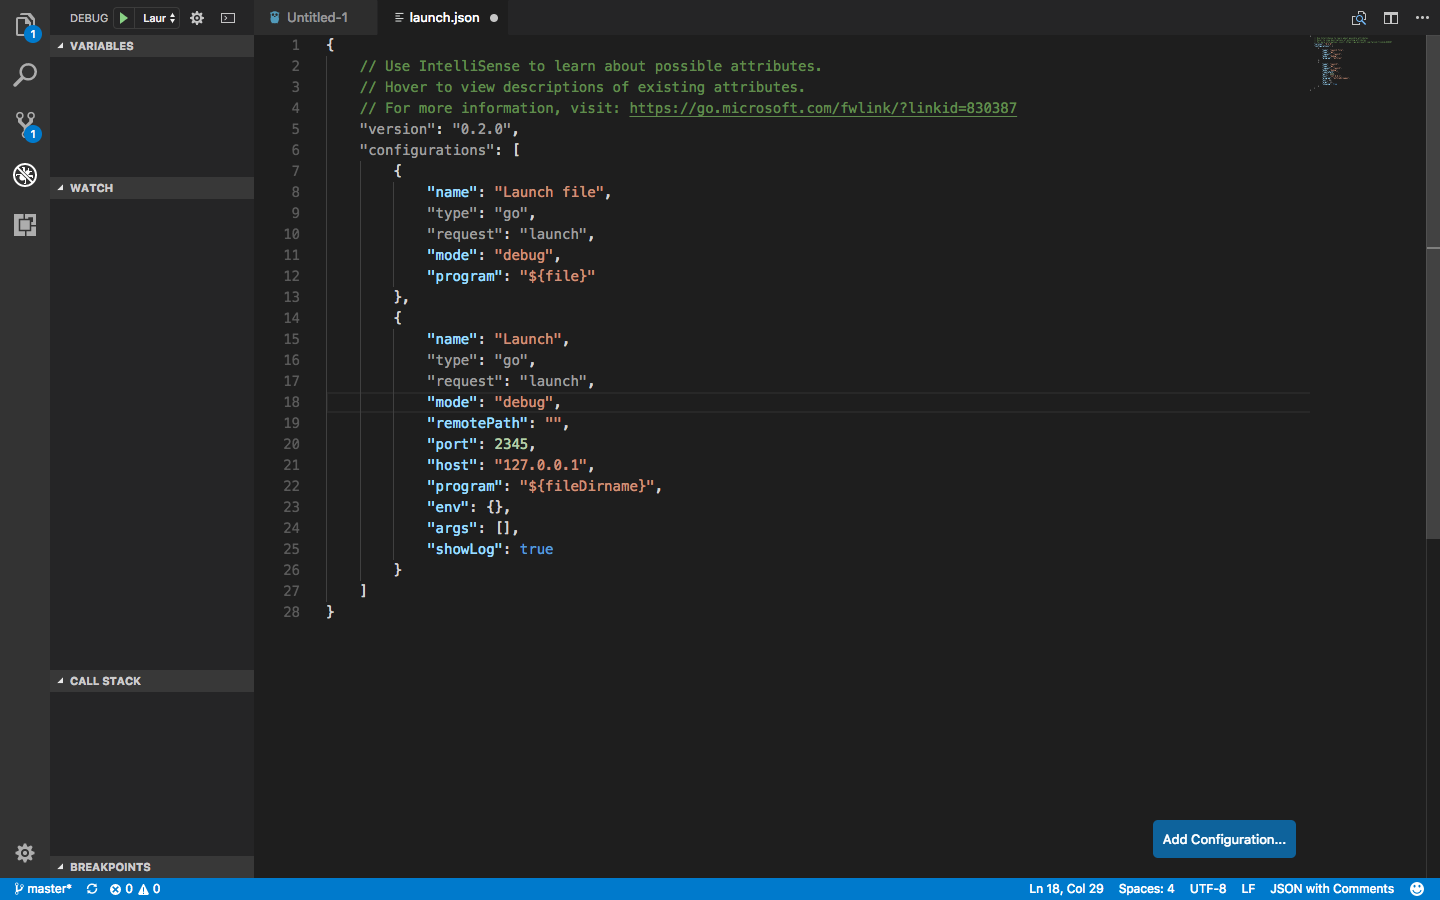 DEBUG Laur
Untitled-1
launch.json
1
VARIABLES
WATCH
1
CALL STACK
BREAKPOINTS
1 {
2 // Use IntelliSense to learn about possible attributes.
3 // Hover to view descriptions of existing attributes.
4 // For more information, visit: https://go.microsoft.com/fwlink/?linkid=830387
5 "version": "0.2.0",
6 "configurations": [
7 {
8 "name": "Launch file",
9 "type": "go",
10 "request": "launch",
11 "mode": "debug",
12 "program": "${file}"
13 },
14 {
15 "name": "Launch",
16 "type": "go",
17 "request": "launch",
18 "mode": "debug",
19 "remotePath": "",
20 "port": 2345,
21 "host": "127.0.0.1",
22 "program": "${fileDirname}",
23 "env": {},
24 "args": [],
25 "showLog": true
26 }
27 ]
28 }
Add Configuration...
master* 0 0
Ln 18, Col 29 Spaces: 4 UTF-8 LF JSON with Comments